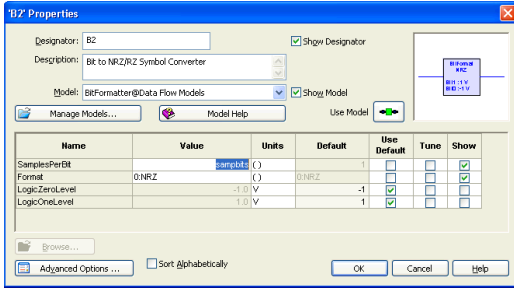 'B2' Properties
Designator: B2
Show Designator
Description: Bit to NRZ/RZ Symbol Converter
Model: BitFormatter@Data Flow Models
Show Model
Manage Models...
Model Help
Use Model
BitFormat
NRZ
Name Value Units Default Use Default Tune Show
SamplesPerBit sampbits ( ) 1
Format 0:NRZ ( ) 0:NRZ
LogicZeroLevel -1.0 V -1
LogicOneLevel 1.0 V 1
Browse...
Advanced Options ...
Sort Alphabetically
OK Cancel Help